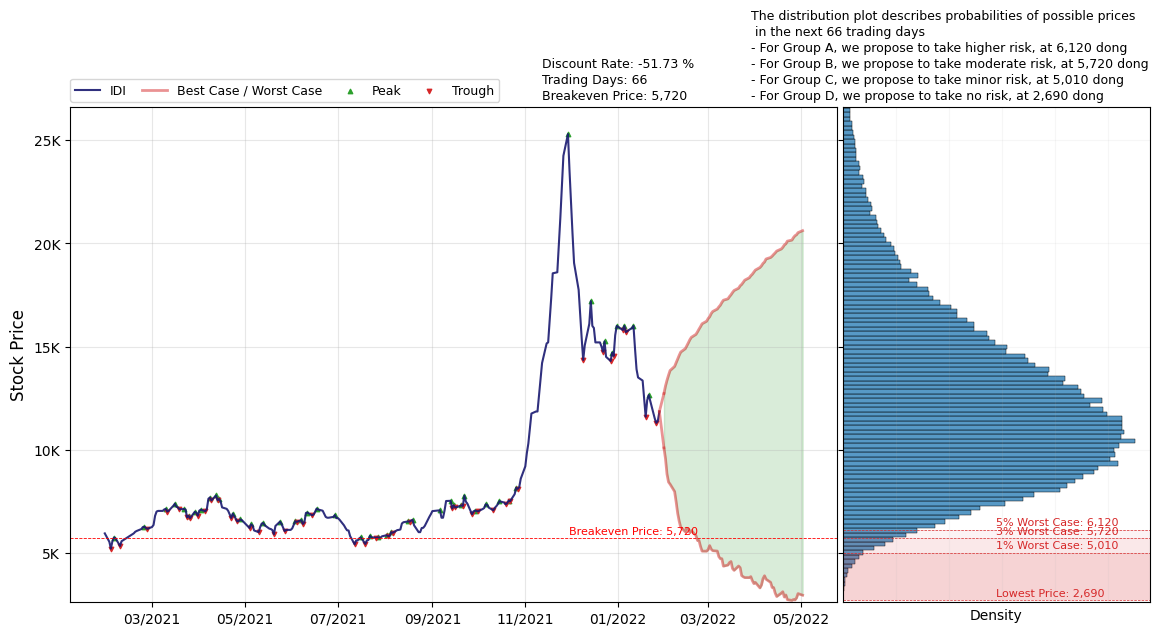 The distribution plot describes probabilities of possible prices
in the next 66 trading days
- For Group A, we propose to take higher risk, at 6,120 dong
- For Group B, we propose to take moderate risk, at 5,720 dong
- For Group C, we propose to take minor risk, at 5,010 dong
- For Group D, we propose to take no risk, at 2,690 dong
Discount Rate: -51.73 %
Trading Days: 66
Breakeven Price: 5,720
IDI
Best Case / Worst Case
Peak
Trough
Stock Price
25K
20K
15K
10K
5K
Breakeven Price: 5,720
03/2021
05/2021
07/2021
09/2021
11/2021
01/2022
03/2022
05/2022
5% Worst Case: 6,120
3% Worst Case: 5,720
1% Worst Case: 5,010
Lowest Price: 2,690
Density